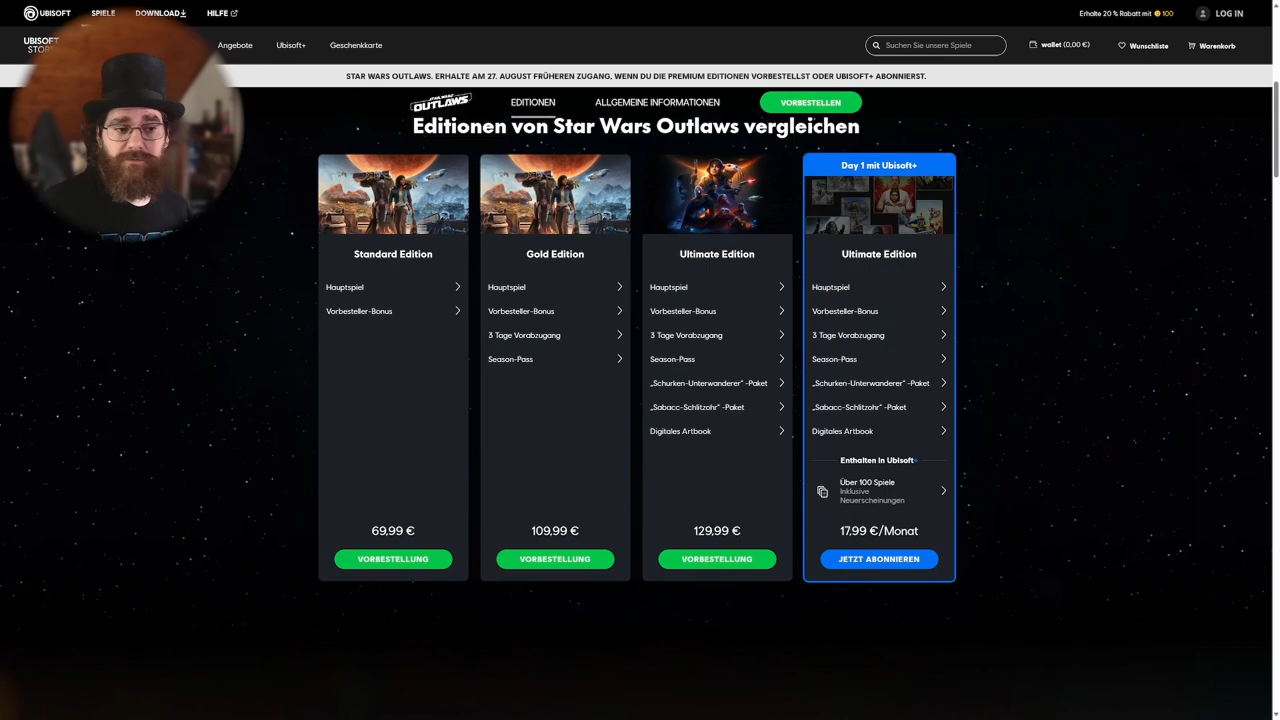 UBISOFT SPIELE DOWNLOAD HILFE Erhalte 20 % Rabatt mit 100 LOG IN
UBISOFT
STORE Angebote Ubisoft+ Geschenkkarte Suchen Sie unsere Spiele wallet (0,00 €) Wunschliste Warenkorb
STAR WARS OUTLAWS. ERHALTE AM 27. AUGUST FRÜHEREN ZUGANG, WENN DU DIE PREMIUM EDITIONEN VORBESTELLST ODER UBISOFT+ ABONNIERST.
STAR WARS
OUTLAWS EDITIONEN ALLGEMEINE INFORMATIONEN VORBESTELLEN
Editionen von Star Wars Outlaws vergleichen
Standard Edition
Hauptspiel
Vorbesteller-Bonus
69,99 €
VORBESTELLUNG
Gold Edition
Hauptspiel
Vorbesteller-Bonus
3 Tage Vorabzugang
Season-Pass
109,99 €
VORBESTELLUNG
Ultimate Edition
Hauptspiel
Vorbesteller-Bonus
3 Tage Vorabzugang
Season-Pass
„Schurken-Unterwanderer“ -Paket
„Sabacc-Schlitzohr“ -Paket
Digitales Artbook
129,99 €
VORBESTELLUNG
Day 1 mit Ubisoft+
Ultimate Edition
Hauptspiel
Vorbesteller-Bonus
3 Tage Vorabzugang
Season-Pass
„Schurken-Unterwanderer“ -Paket
„Sabacc-Schlitzohr“ -Paket
Digitales Artbook
Enthalten in Ubisoft+
Über 100 Spiele
Inklusive
Neuerscheinungen
17,99 €/Monat
JETZT ABONNIEREN